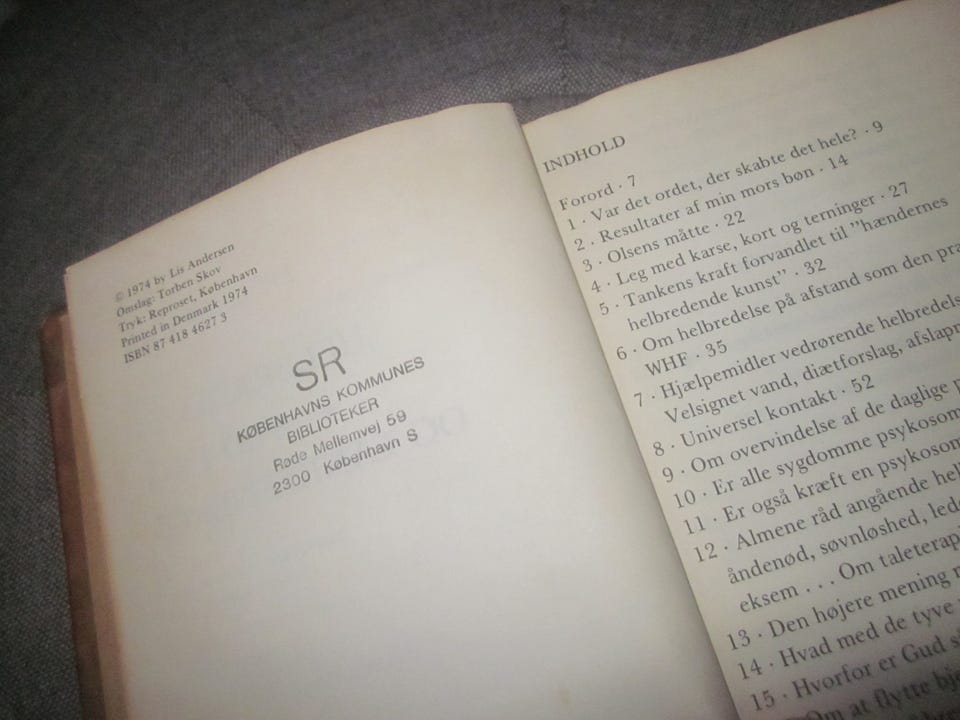 © 1974 by Lis Andersen
Omslag: Torben Skov
Tryk: Reproset, København
Printed in Denmark 1974
ISBN 87 418 4627 3
SR
KØBENHAVNS KOMMUNES
BIBLIOTEKER
Røde Mellemvej 59
2300 København S
INDHOLD
Forord · 7
1 · Var det ordet, der skabte det hele? · 9
2 · Resultater af min mors bøn · 14
3 · Olsens måtte · 22
4 · Leg med karse, kort og terninger · 27
5 · Tankens kraft forvandlet til "hændernes
helbredende kunst" · 32
6 · Om helbredelse på afstand som den pra
WHF · 35
7 · Hjælpemidler vedrørende helbredels
Velsignet vand, diætforslag, afslapn
8 · Universel kontakt · 52
9 · Om overvindelse af de daglige p
10 · Er alle sygdomme psykosom
11 · Er også kræft en psykosom
12 · Almene råd angående hel
åndenød, søvnløshed, led
eksem . . . Om taleterap
13 · Den højere mening
14 · Hvad med de tyve
15 · Hvorfor er Gud så
Om at flytte bje